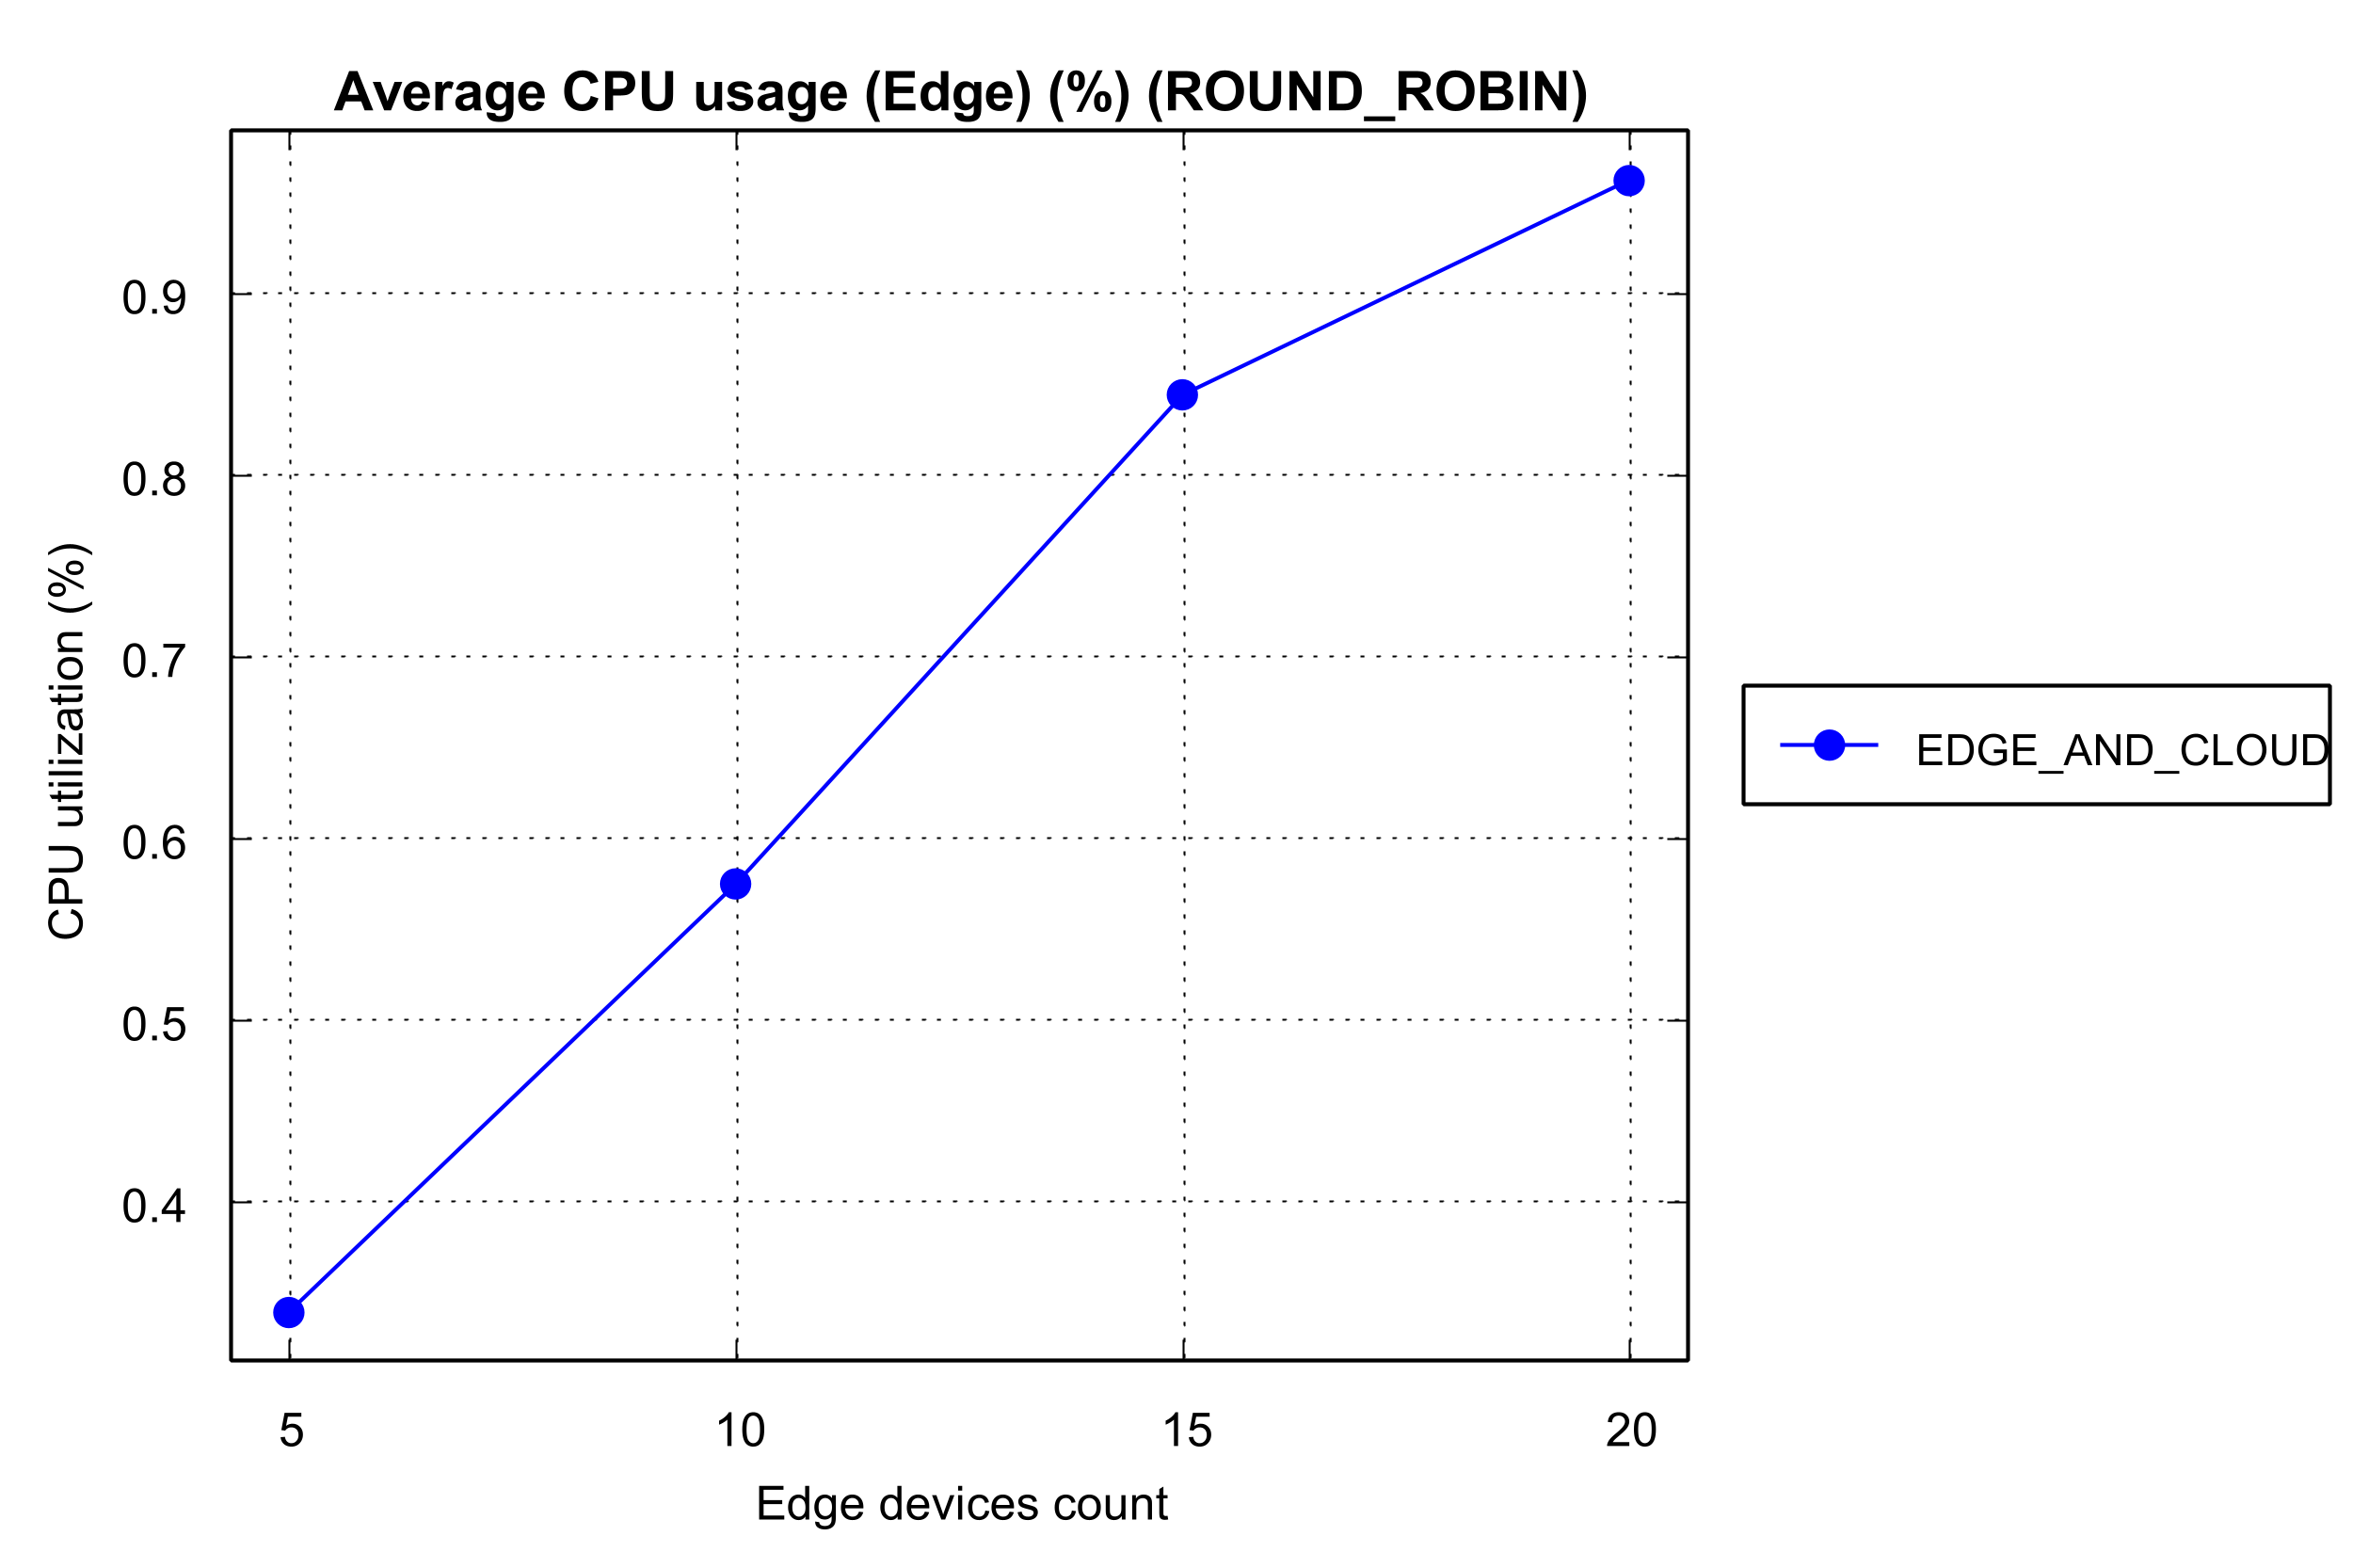 Average CPU usage (Edge) (%) (ROUND_ROBIN)
CPU utilization (%)
0.9
0.8
0.7
0.6
0.5
0.4
5
10
15
20
Edge devices count
EDGE_AND_CLOUD